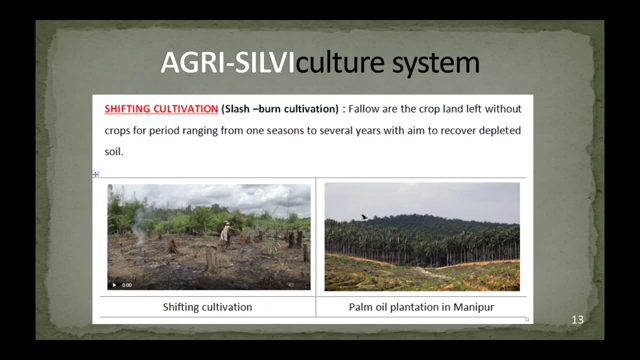 AGRI-SILVIculture system
SHIFTING CULTIVATION (Slash –burn cultivation) : Fallow are the crop land left without
crops for period ranging from one seasons to several years with aim to recover depleted
soil.
0:00
Shifting cultivation
Palm oil plantation in Manipur
13